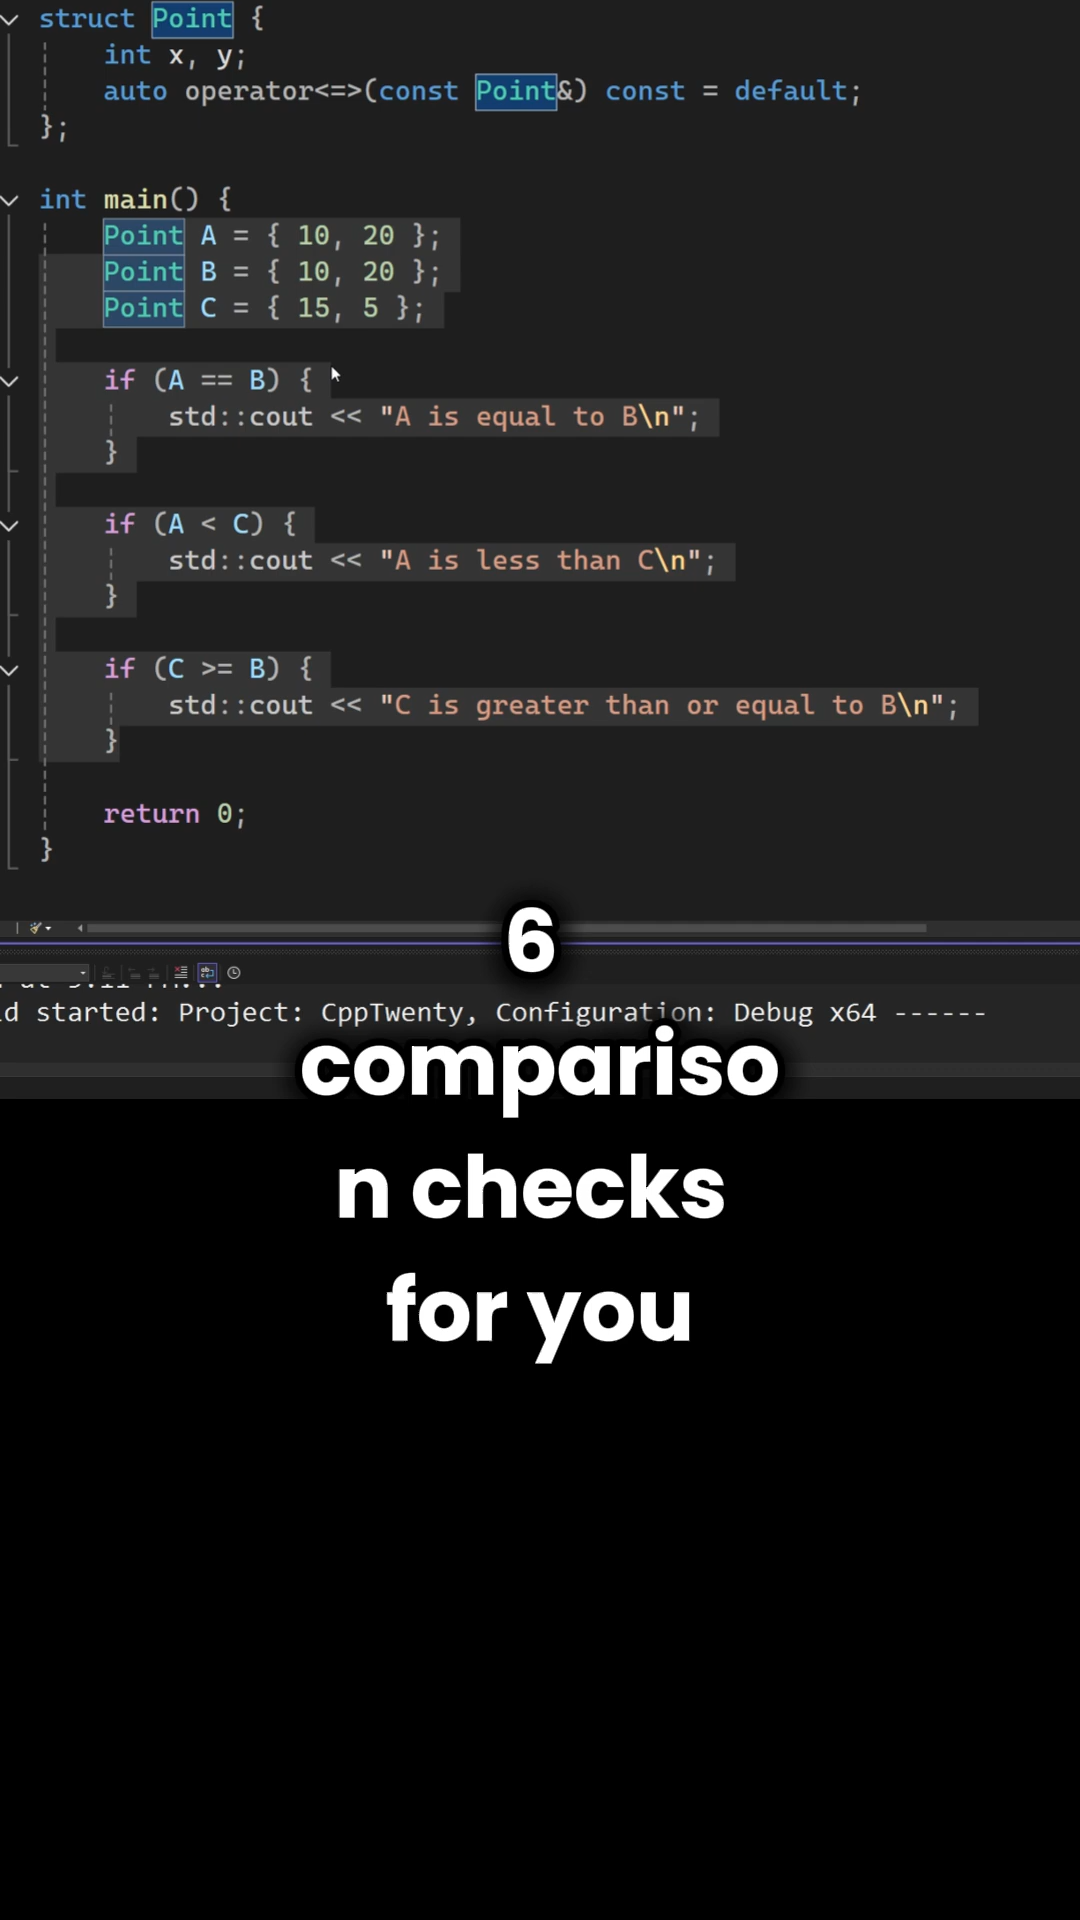 struct Point {
    int x, y;
    auto operator<=>(const Point&) const = default;
};

int main() {
    Point A = { 10, 20 };
    Point B = { 10, 20 };
    Point C = { 15, 5 };

    if (A == B) {
        std::cout << "A is equal to B\n";
    }

    if (A < C) {
        std::cout << "A is less than C\n";
    }

    if (C >= B) {
        std::cout << "C is greater than or equal to B\n";
    }

    return 0;
}
6
d started: Project: CppTwenty, Configuration: Debug x64 ------
compariso
n checks
for you